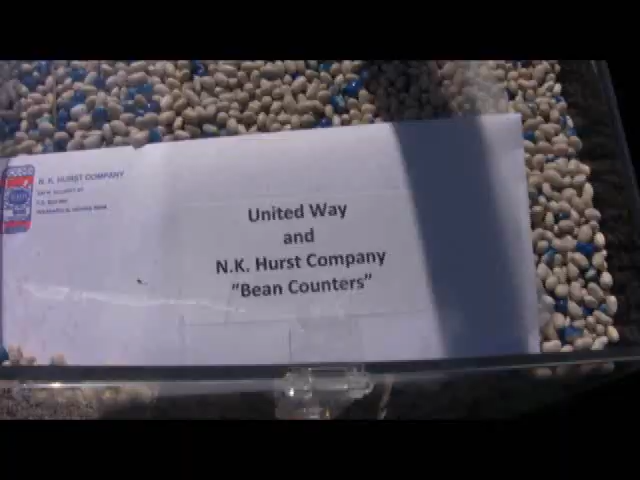 N. K. HURST COMPANY
United Way
and
N.K. Hurst Company
"Bean Counters"